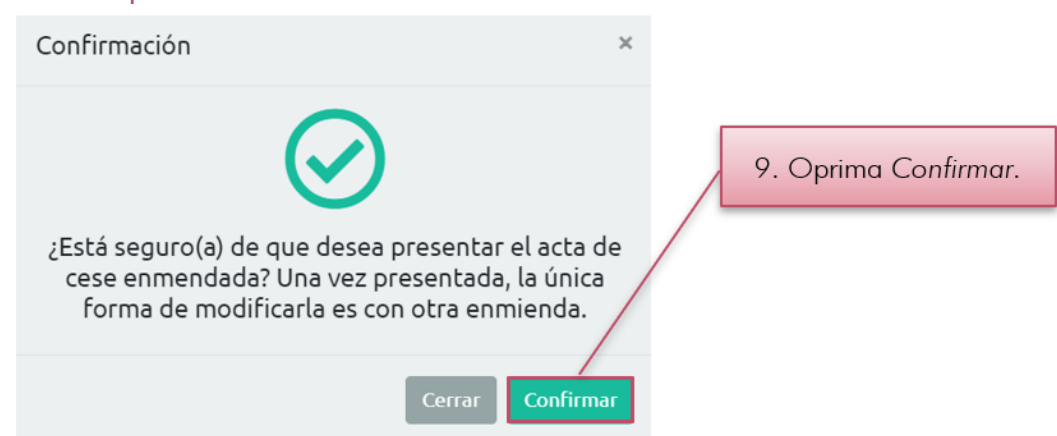 Confirmación ×
¿Está seguro(a) de que desea presentar el acta de
cese enmendada? Una vez presentada, la única
forma de modificarla es con otra enmienda.
Cerrar Confirmar
9. Oprima Confirmar.